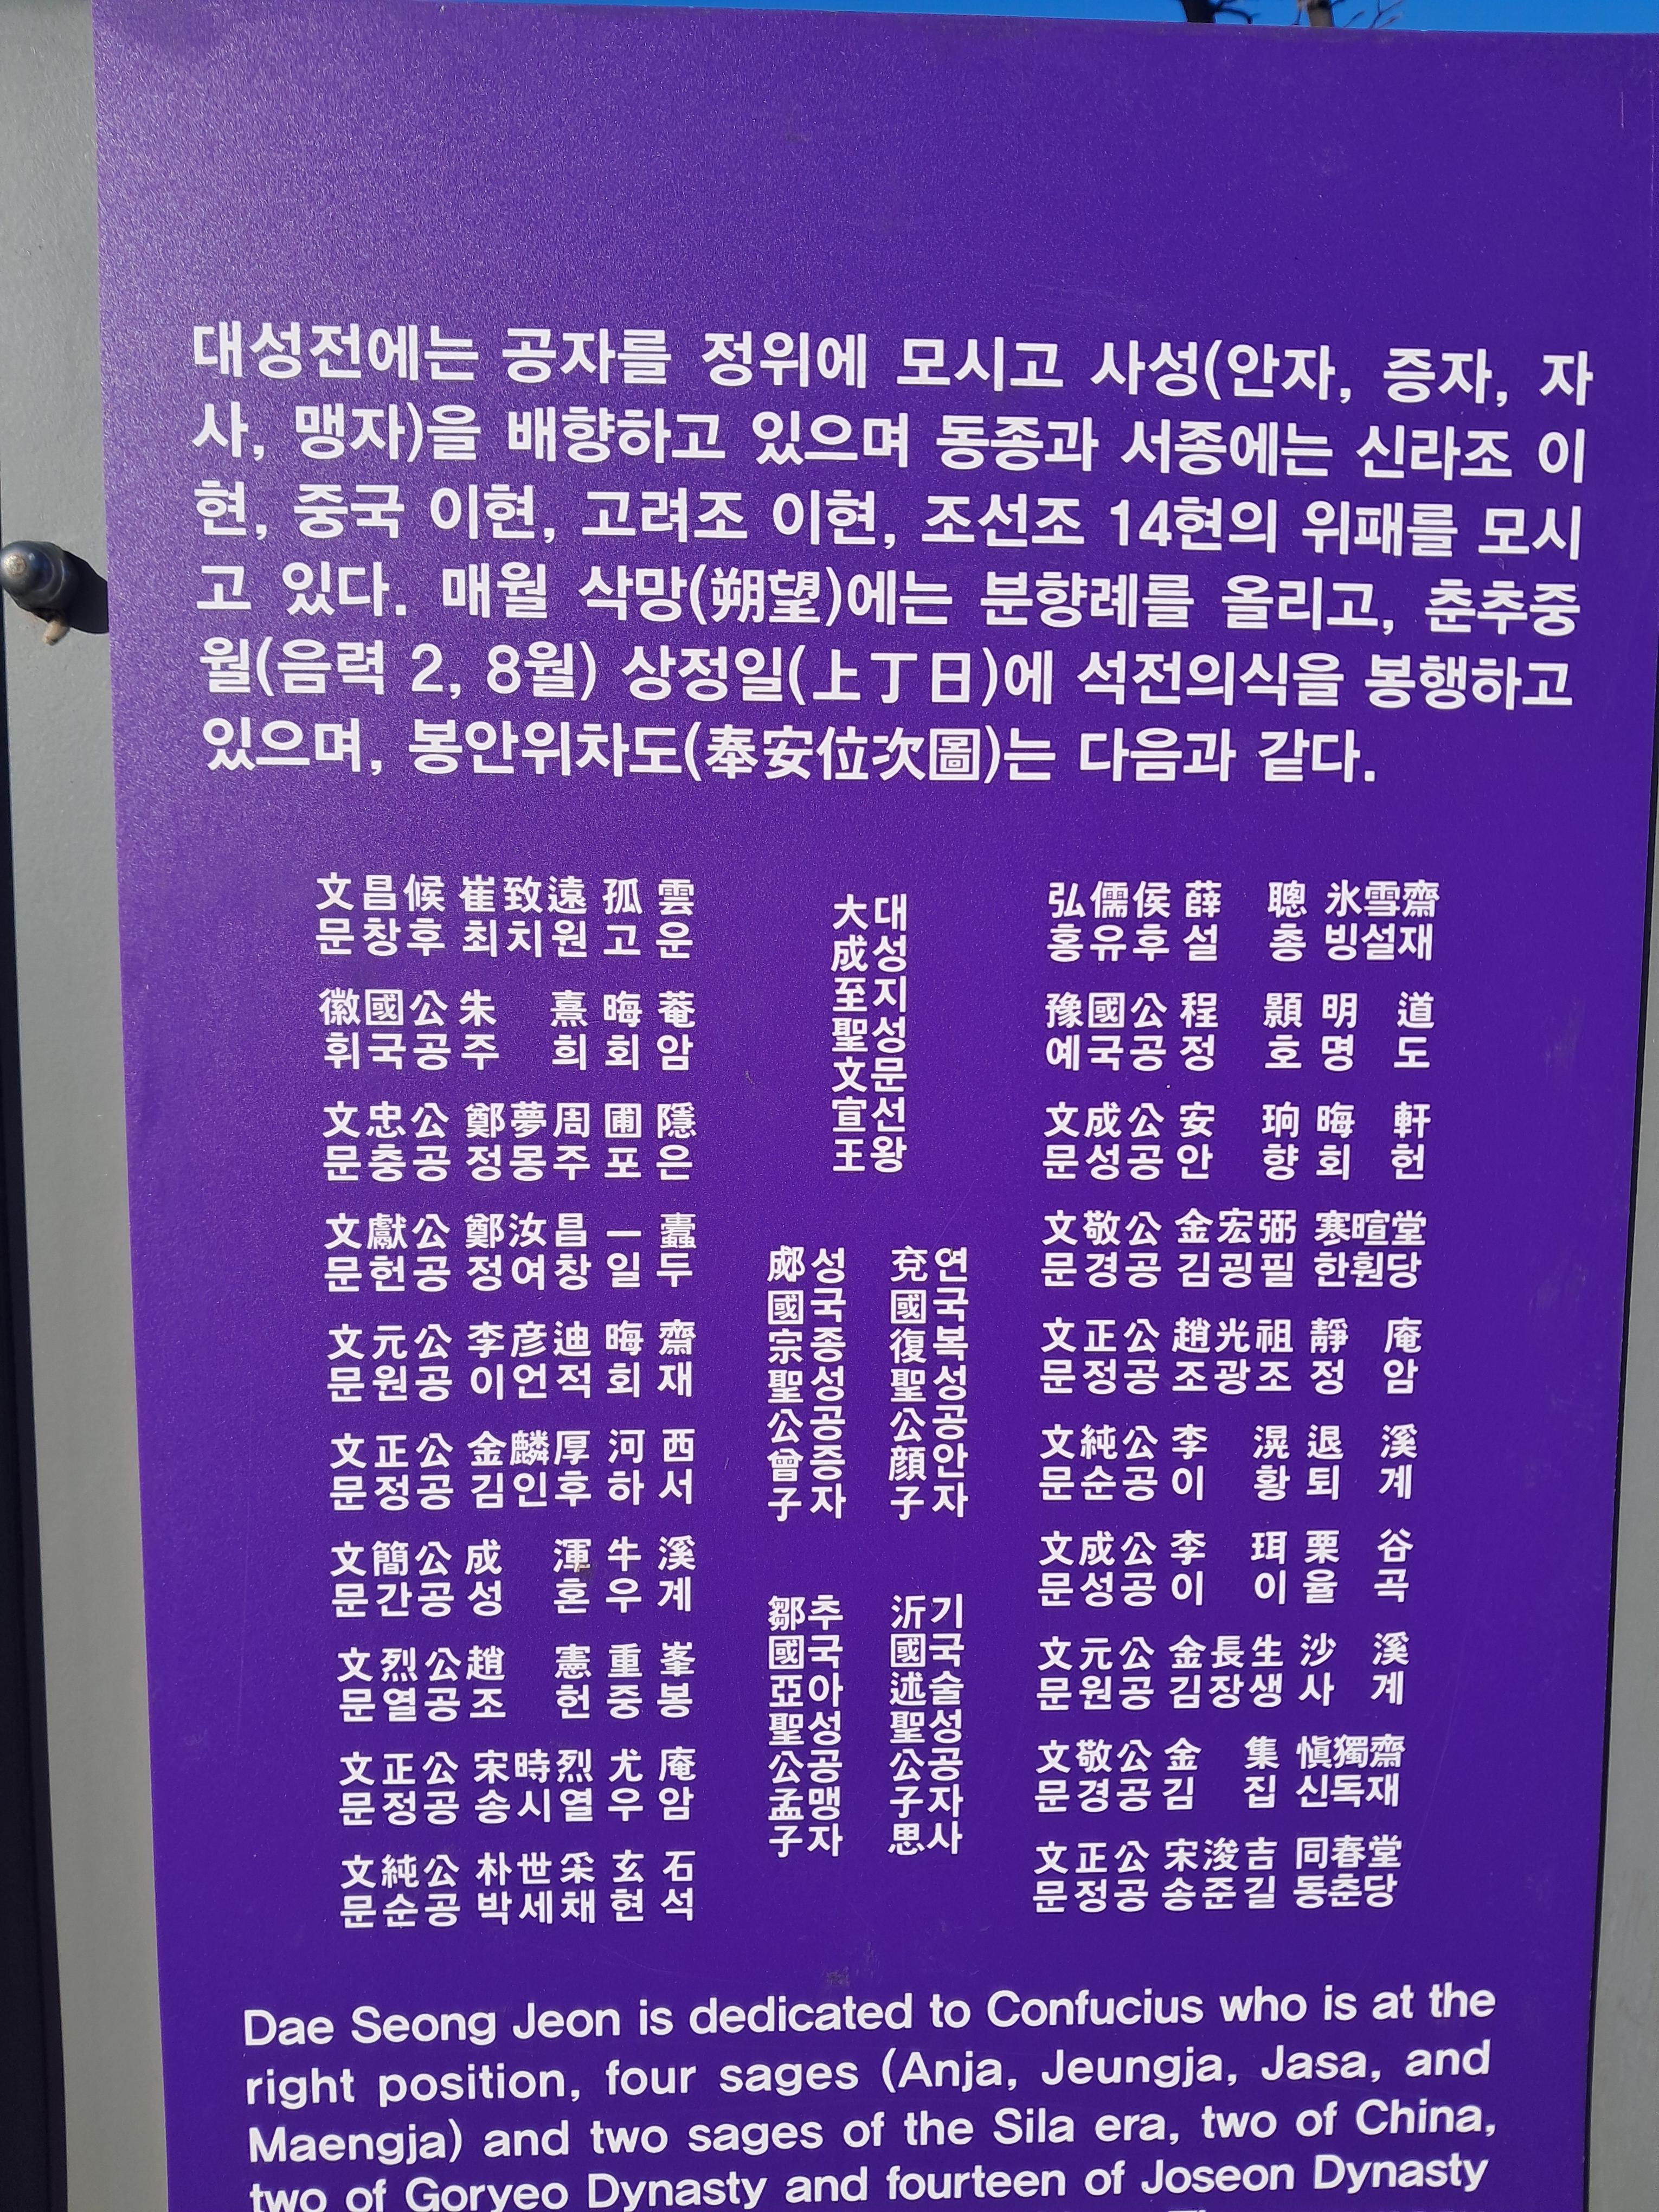 대성전에는 공자를 정위에 모시고 사성(안자, 증자, 자
사, 맹자)을 배향하고 있으며 동종과 서종에는 신라조 이
현, 중국 이현, 고려조 이현, 조선조 14현의 위패를 모시
고 있다. 매월 삭망(朔望)에는 분향례를 올리고, 춘추중
월(음력 2, 8월) 상정일(上丁日)에 석전의식을 봉행하고
있으며, 봉안위차도(奉安位次圖)는 다음과 같다.
文昌候 崔致遠 孤 雲
문창후 최치원 고 운
徽國公 朱 熹 晦 菴
휘국공 주 희 회 암
文忠公 鄭夢周 圃 隱
문충공 정몽주 포 은
文獻公 鄭汝昌 一 蠹
문헌공 정여창 일 두
文元公 李彦迪 晦 齋
문원공 이언적 회 재
文正公 金麟厚 河 西
문정공 김인후 하 서
文簡公 成 渾 牛 溪
문간공 성 혼 우 계
文烈公 趙 憲 重 峯
문열공 조 헌 중 봉
文正公 宋時烈 尤 庵
문정공 송시열 우 암
文純公 朴世采 玄 石
문순공 박세채 현 석
大成至聖文宣王
대성지성문선왕
郕國宗聖公曾子
성국종성공증자
兗國復聖公顔子
연국복성공안자
鄒國亞聖公孟子
추국아성공맹자
沂國述聖公子思
기국술성공자사
弘儒侯 薛 聰 氷雪齋
홍유후 설 총 빙설재
豫國公 程 顥 明 道
예국공 정 호 명 도
文成公 安 珦 晦 軒
문성공 안 향 회 헌
文敬公 金宏弼 寒暄堂
문경공 김굉필 한훤당
文正公 趙光祖 靜 庵
문정공 조광조 정 암
文純公 李 滉 退 溪
문순공 이 황 퇴 계
文成公 李 珥 栗 谷
문성공 이 이 율 곡
文元公 金長生 沙 溪
문원공 김장생 사 계
文敬公 金 集 愼獨齋
문경공 김 집 신독재
文正公 宋浚吉 同春堂
문정공 송준길 동춘당
Dae Seong Jeon is dedicated to Confucius who is at the
right position, four sages (Anja, Jeungja, Jasa, and
Maengja) and two sages of the Sila era, two of China,
two of Goryeo Dynasty and fourteen of Joseon Dynasty